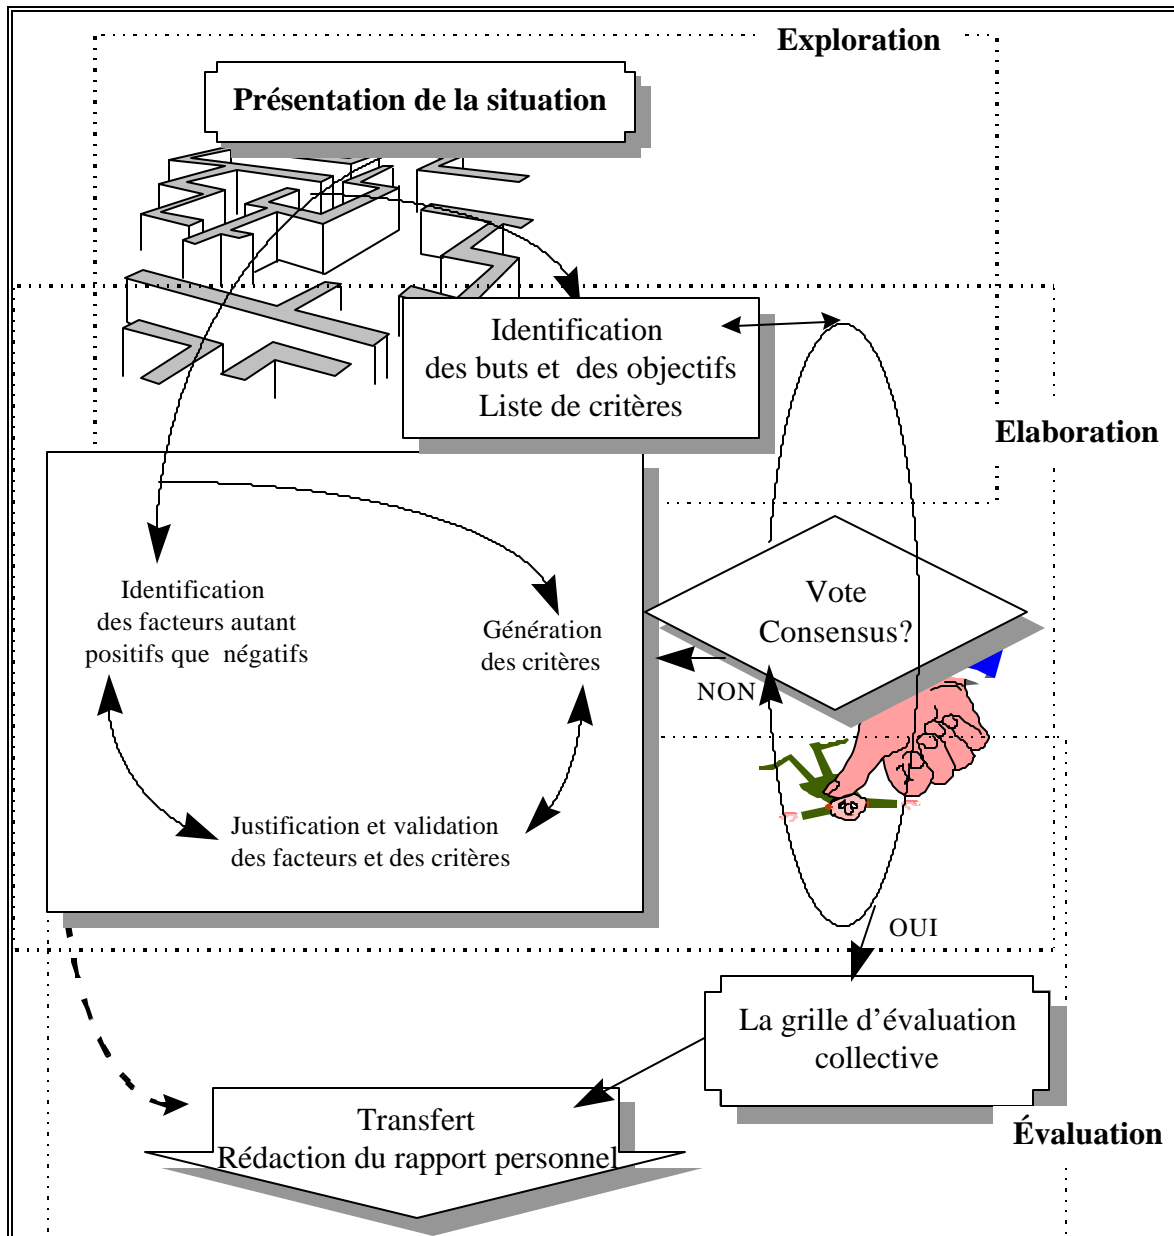 Exploration
Présentation de la situation
Identification
des buts et des objectifs
Liste de critères
Elaboration
Identification
des facteurs autant
positifs que négatifs
Génération
des critères
Vote
Consensus?
NON
Justification et validation
des facteurs et des critères
OUI
La grille d’évaluation
collective
Évaluation
Transfert
Rédaction du rapport personnel